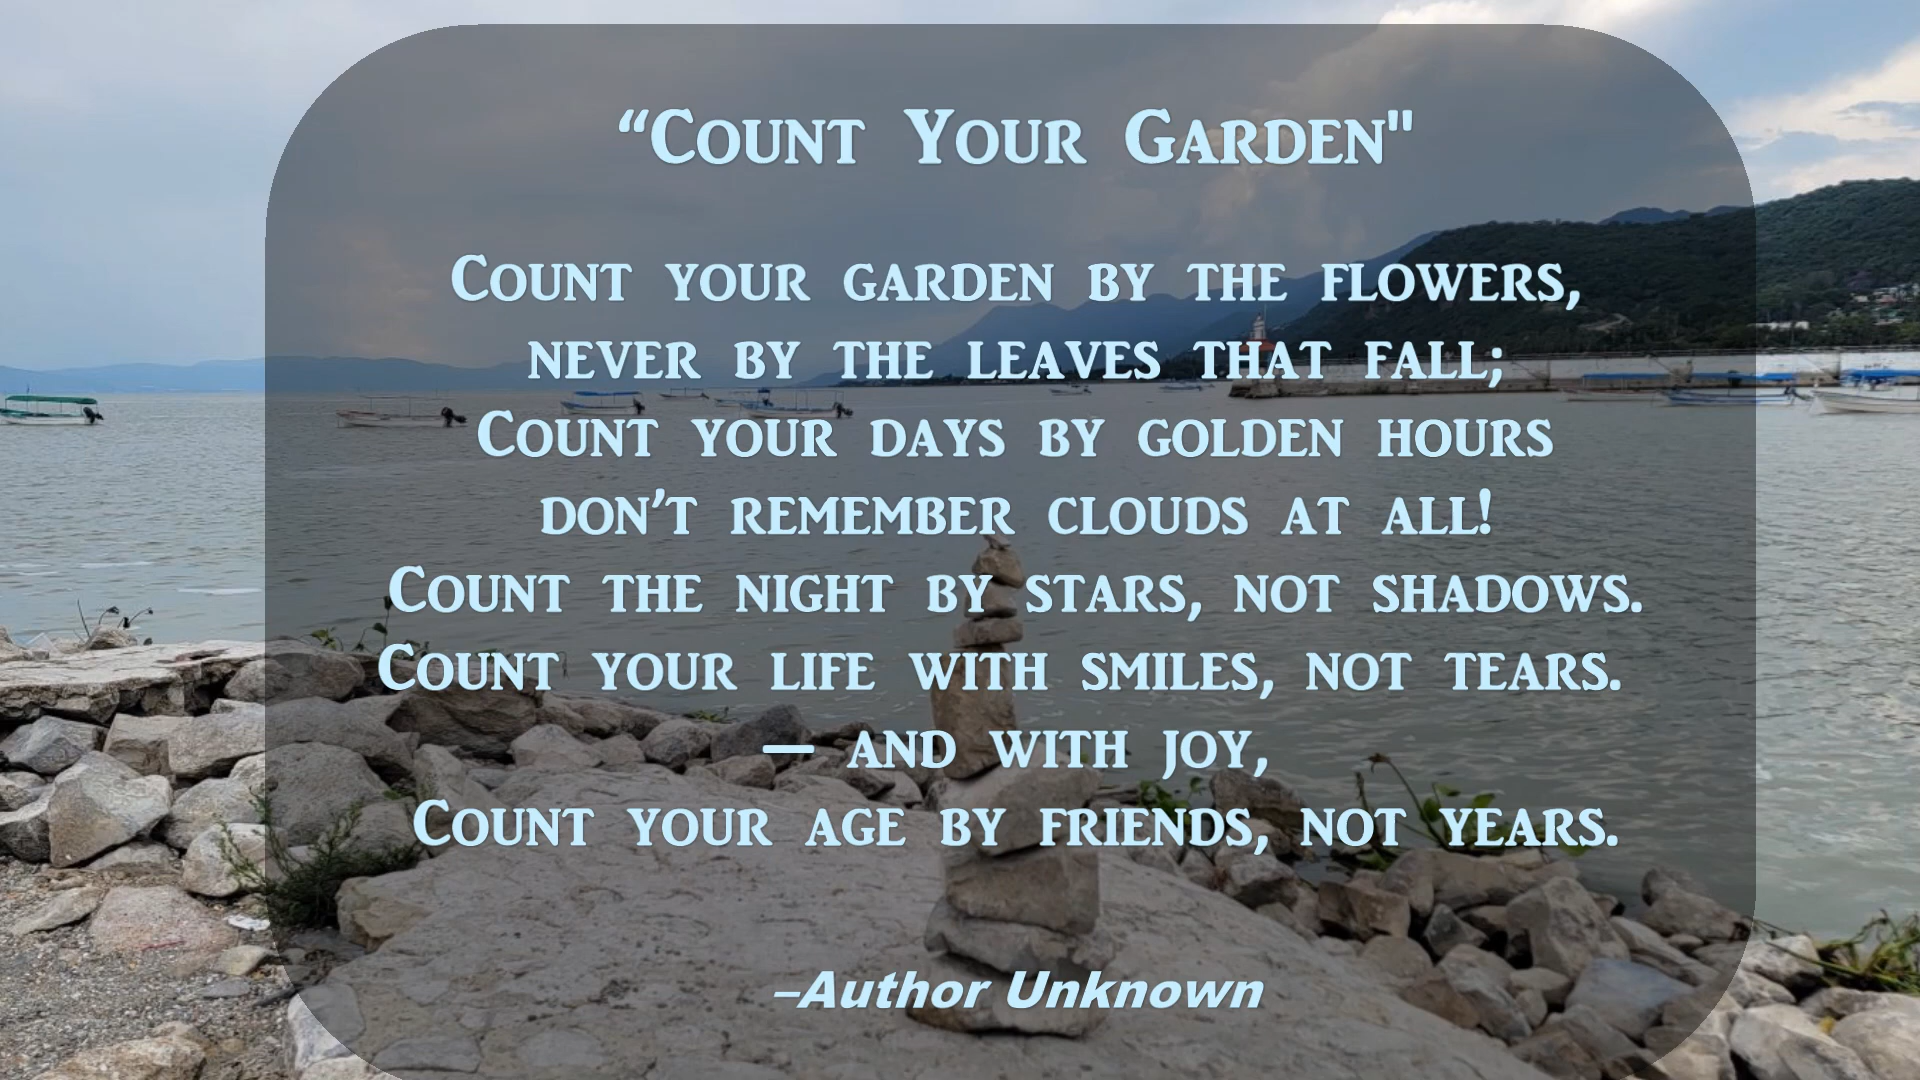 “Count Your Garden"
Count your garden by the flowers,
never by the leaves that fall;
Count your days by golden hours
don’t remember clouds at all!
Count the night by stars, not shadows.
Count your life with smiles, not tears.
— and with joy,
Count your age by friends, not years.
–Author Unknown